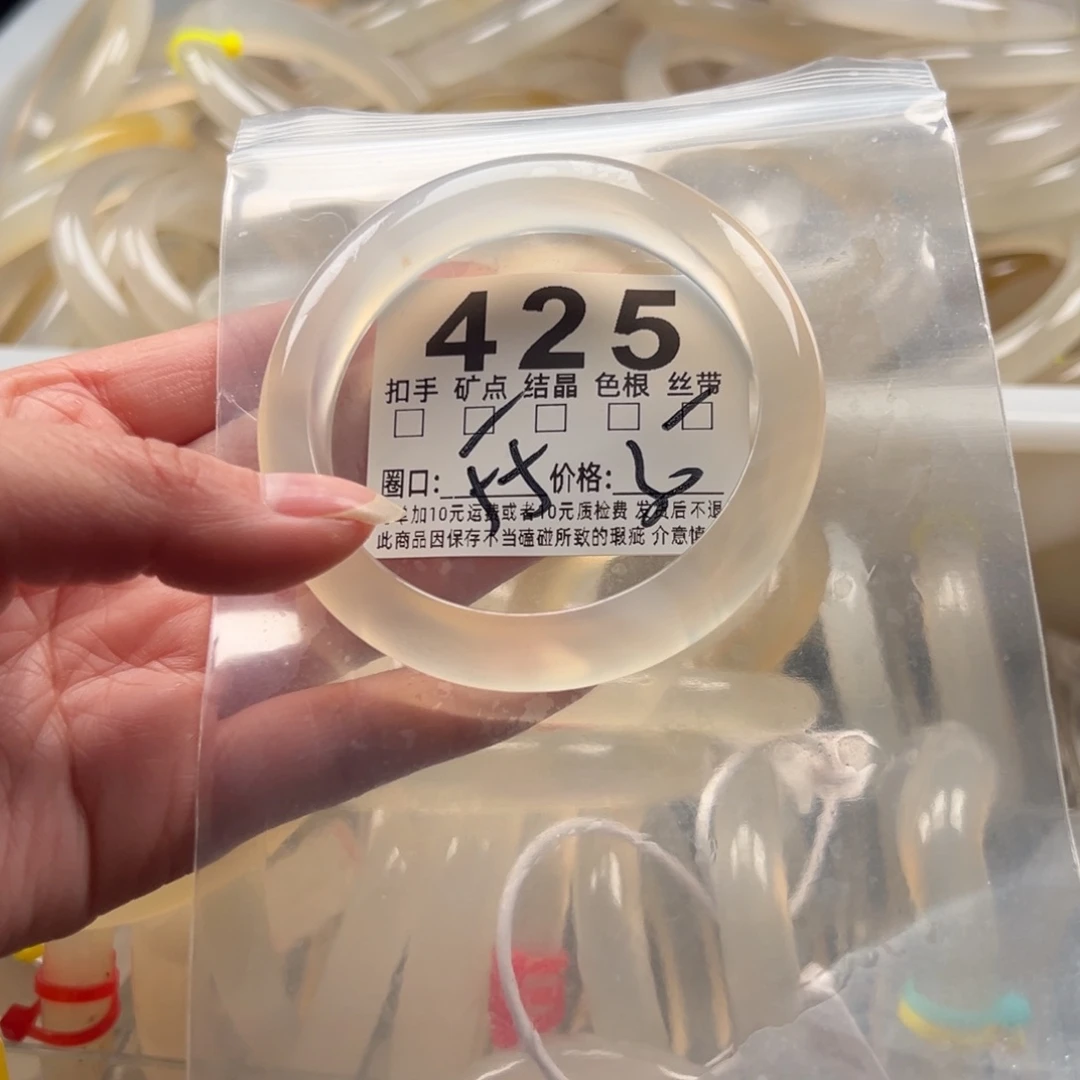 425
扣手 矿点 结晶 色根 丝带
圈口: 价格:
单加10元运费或者10元质检费 发货后不退
此商品因保存不当磕碰所致的瑕疵 介意慎